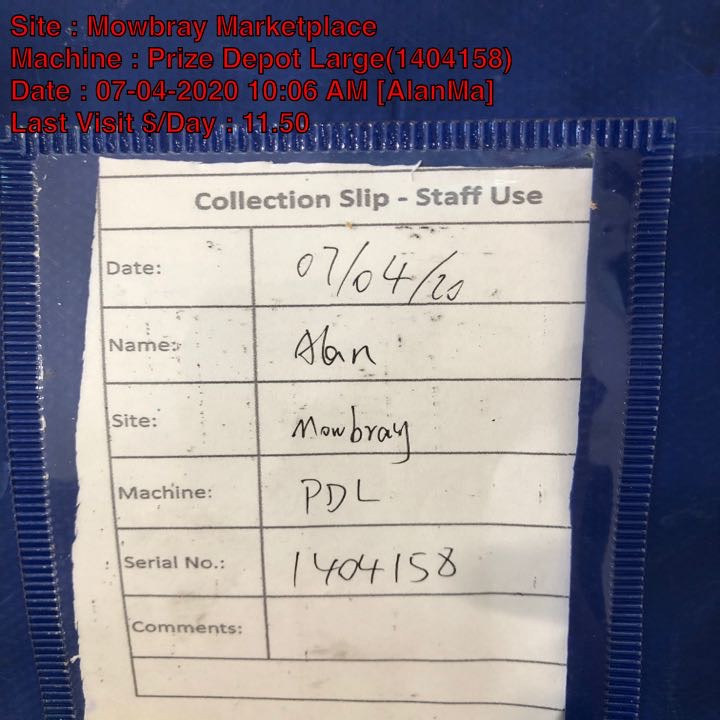 Site : Mowbray Marketplace
Machine : Prize Depot Large(1404158)
Date : 07-04-2020 10:06 AM [AlanMa]
Last Visit $/Day : 11.50
Collection Slip - Staff Use
Date: 07/04/20
Name: Alan
Site: Mowbray
Machine: PDL
Serial No.: 1404158
Comments: